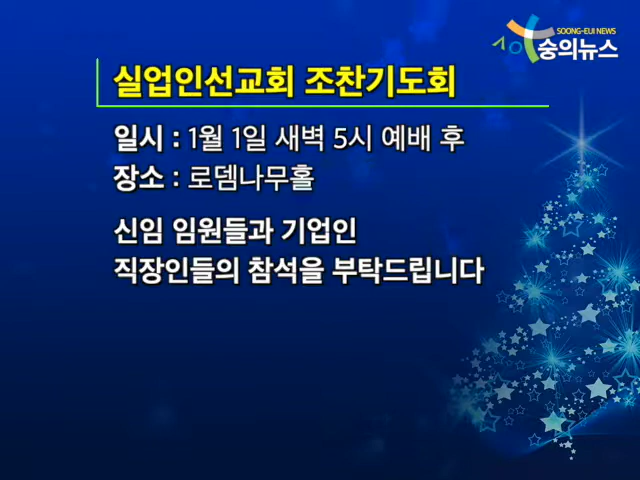 SOONG-EUI NEWS
숭의뉴스
실업인선교회 조찬기도회
일시 : 1월 1일 새벽 5시 예배 후
장소 : 로뎀나무홀
신임 임원들과 기업인
직장인들의 참석을 부탁드립니다